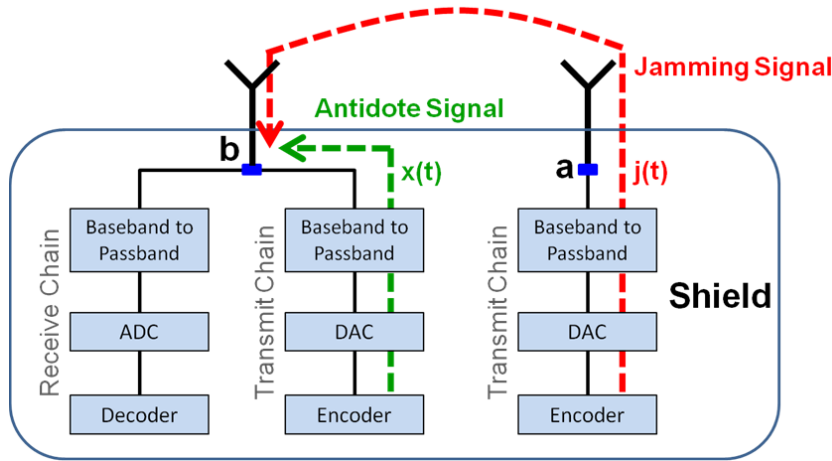 Jamming Signal
Antidote Signal
b
x(t)
a
j(t)
Receive Chain
Baseband to
Passband
ADC
Decoder
Transmit Chain
Baseband to
Passband
DAC
Encoder
Transmit Chain
Baseband to
Passband
DAC
Encoder
Shield